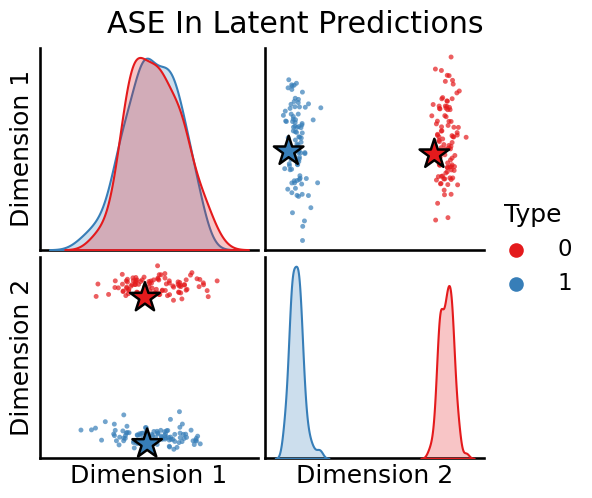 ASE In Latent Predictions
Dimension 1
Dimension 2
Dimension 1
Dimension 2
Type
0
1